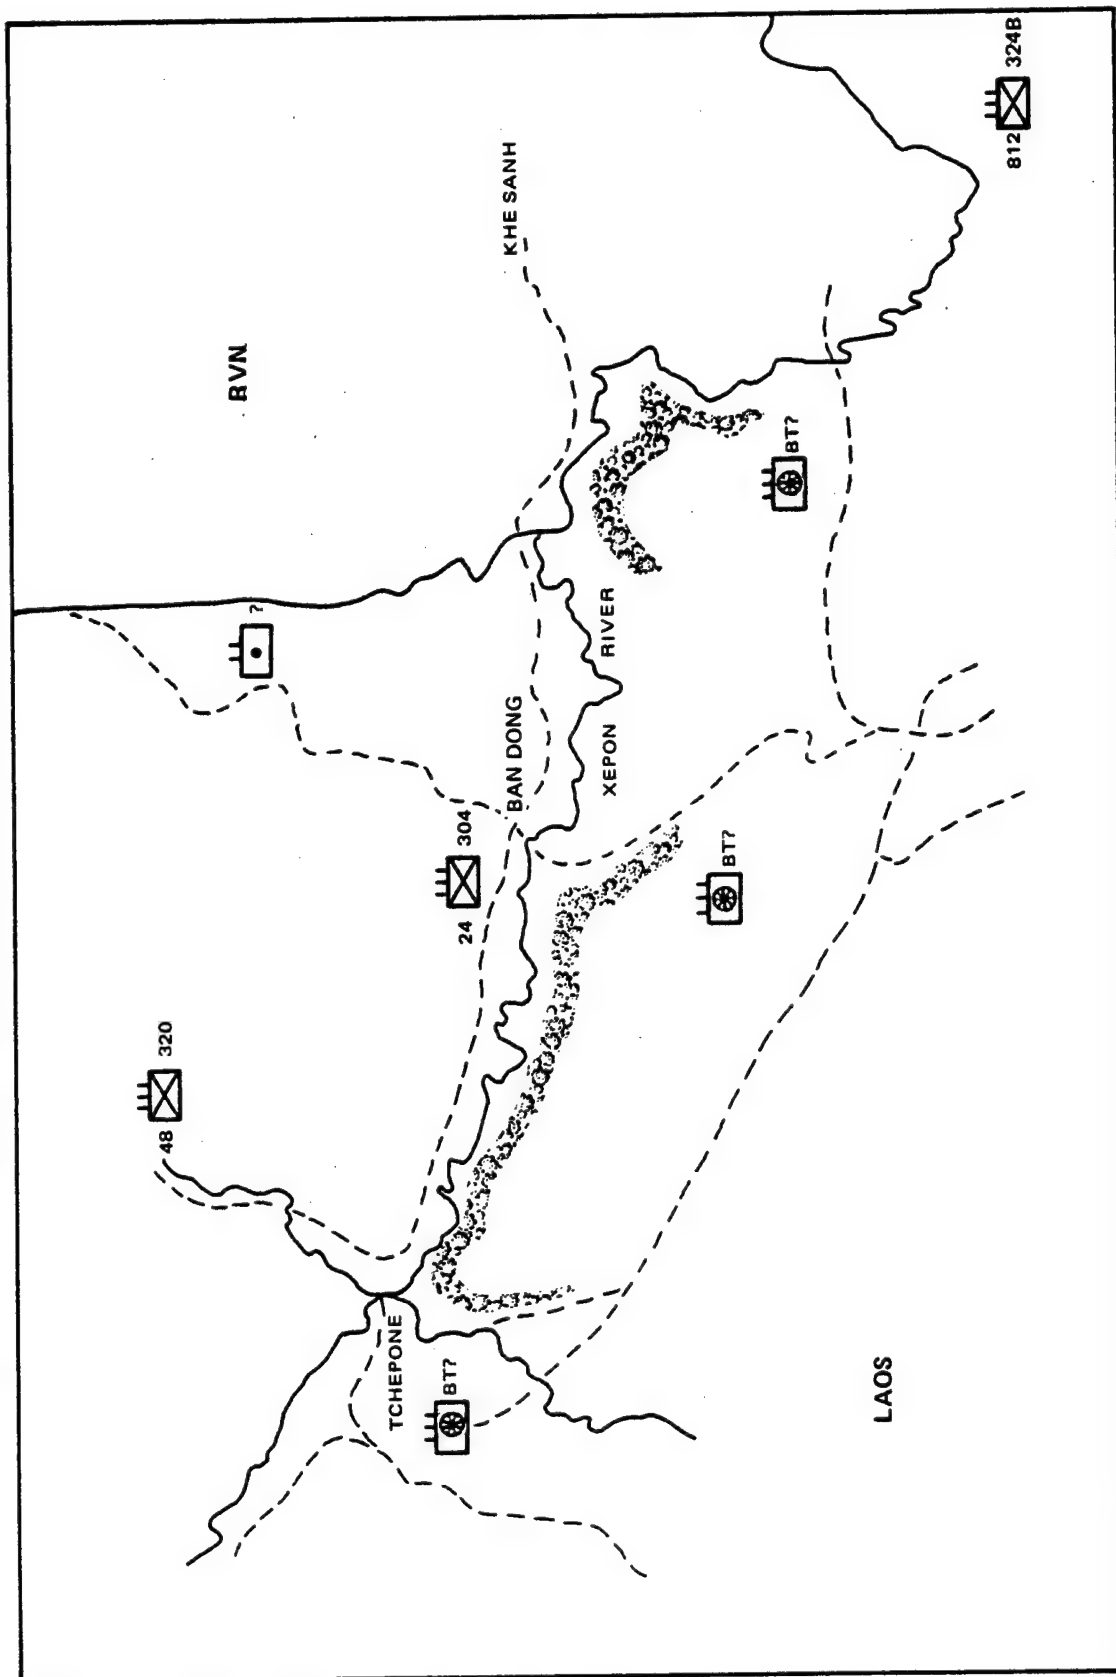 RVN
KHE SANH
812 324B
?
BT?
BAN DONG
XEPON RIVER
24 304
BT?
48 320
TCHEPONE
BT?
LAOS